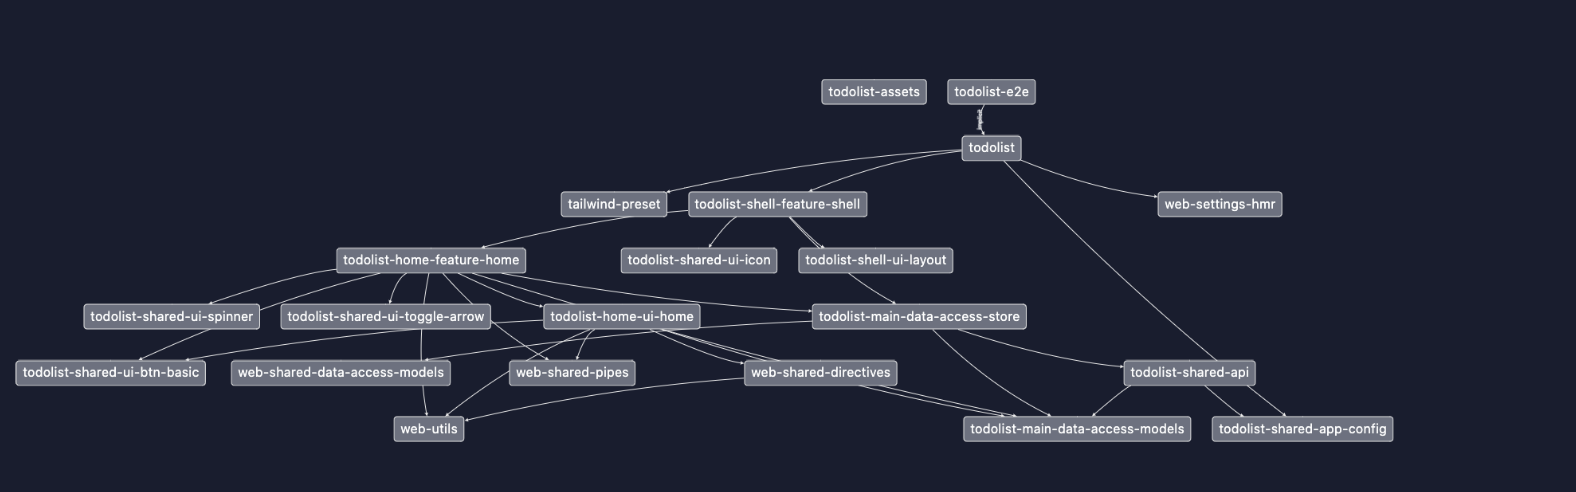 todolist-assets
todolist-e2e
todolist
tailwind-preset
todolist-shell-feature-shell
web-settings-hmr
todolist-home-feature-home
todolist-shared-ui-icon
todolist-shell-ui-layout
todolist-shared-ui-spinner
todolist-shared-ui-toggle-arrow
todolist-home-ui-home
todolist-main-data-access-store
todolist-shared-ui-btn-basic
web-shared-data-access-models
web-shared-pipes
web-shared-directives
todolist-shared-api
web-utils
todolist-main-data-access-models
todolist-shared-app-config